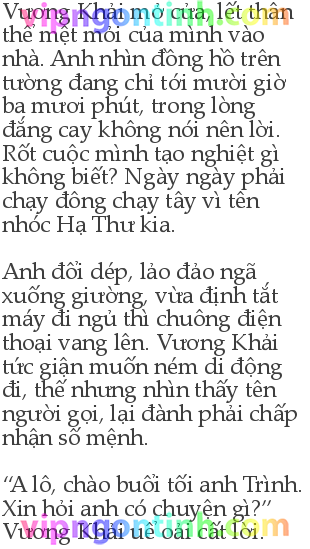 Vương Khải mở cửa, lết thân
thể mệt mỏi của mình vào
nhà. Anh nhìn đồng hồ trên
tường đang chỉ tới mười giờ
ba mươi phút, trong lòng
đắng cay không nói nên lời.
Rốt cuộc mình tạo nghiệt gì
không biết? Ngày ngày phải
chạy đông chạy tây vì tên
nhóc Hạ Thư kia.
Anh đổi dép, lảo đảo ngã
xuống giường, vừa định tắt
máy đi ngủ thì chuông điện
thoại vang lên. Vương Khải
tức giận muốn ném di động
đi, thế nhưng nhìn thấy tên
người gọi, lại đành phải chấp
nhận số mệnh.
“A lô, chào buổi tối anh Trình.
Xin hỏi anh có chuyện gì?”
Vương Khải uể oải cất lời.
vipngontinh.com
vipngontinh.com